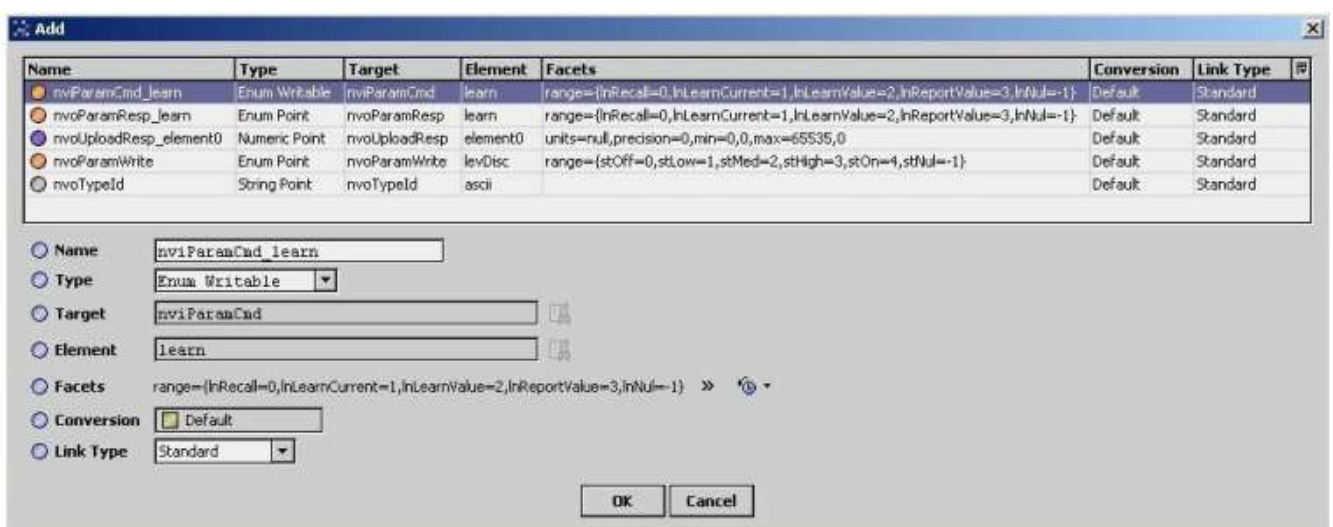 Add
Name Type Target Element Facets Conversion Link Type
nviParamCmd_learn Enum Writable nviParamCmd learn range={lnRecall=0,lnLearnCurrent=1,lnLearnValue=2,lnReportValue=3,lnNul=-1} Default Standard
nvoParamResp_learn Enum Point nvoParamResp learn range={lnRecall=0,lnLearnCurrent=1,lnLearnValue=2,lnReportValue=3,lnNul=-1} Default Standard
nvoUploadResp_element0 Numeric Point nvoUploadResp element0 units=null,precision=0,min=0,0,max=65535,0 Default Standard
nvoParamWrite Enum Point nvoParamWrite levDisc range={stOff=0,stLow=1,stMed=2,stHigh=3,stOn=4,stNul=-1} Default Standard
nvoTypeId String Point nvoTypeId ascii Default Standard
Name nviParamCmd_learn
Type Enum Writable
Target nviParamCmd
Element learn
Facets range={lnRecall=0,lnLearnCurrent=1,lnLearnValue=2,lnReportValue=3,lnNul=-1} »
Conversion Default
Link Type Standard
OK Cancel